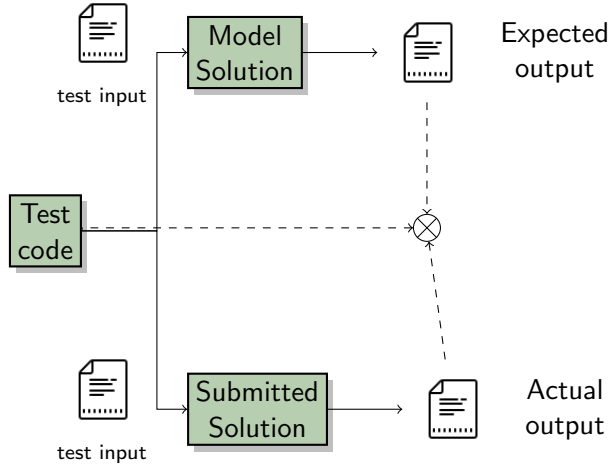 Model
Solution
Expected
output
test input
Test
code
Submitted
Solution
Actual
output
test input